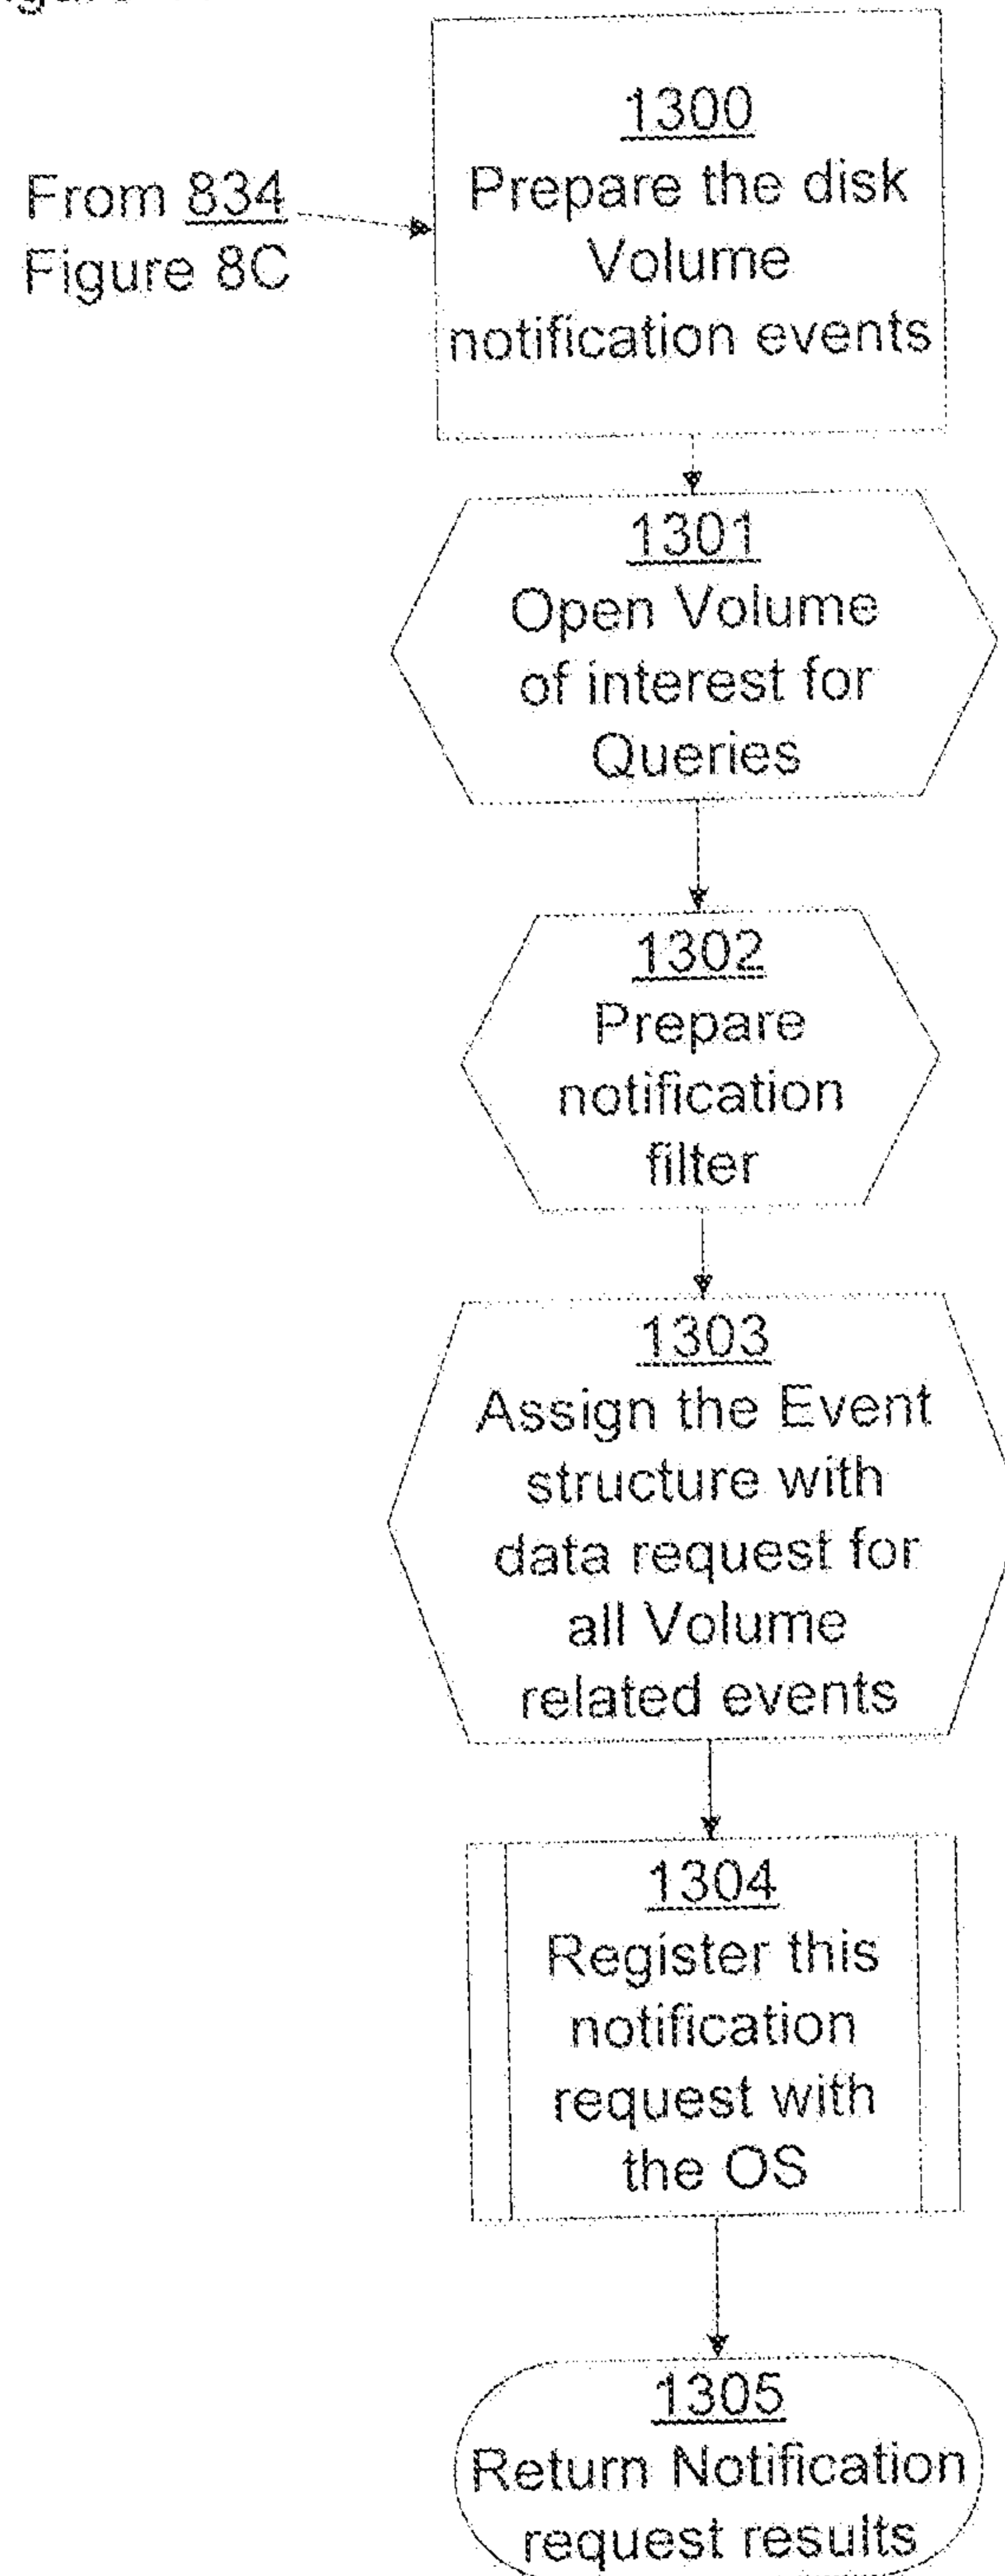 1300
Prepare the disk
Volume
notification events
From 834
Figure 8C
1301
Open Volume
of interest for
Queries
1302
Prepare
notification
filter
1303
Assign the Event
structure with
data request for
all Volume
related events
1304
Register this
notification
request with
the OS
1305
Return Notification
request results